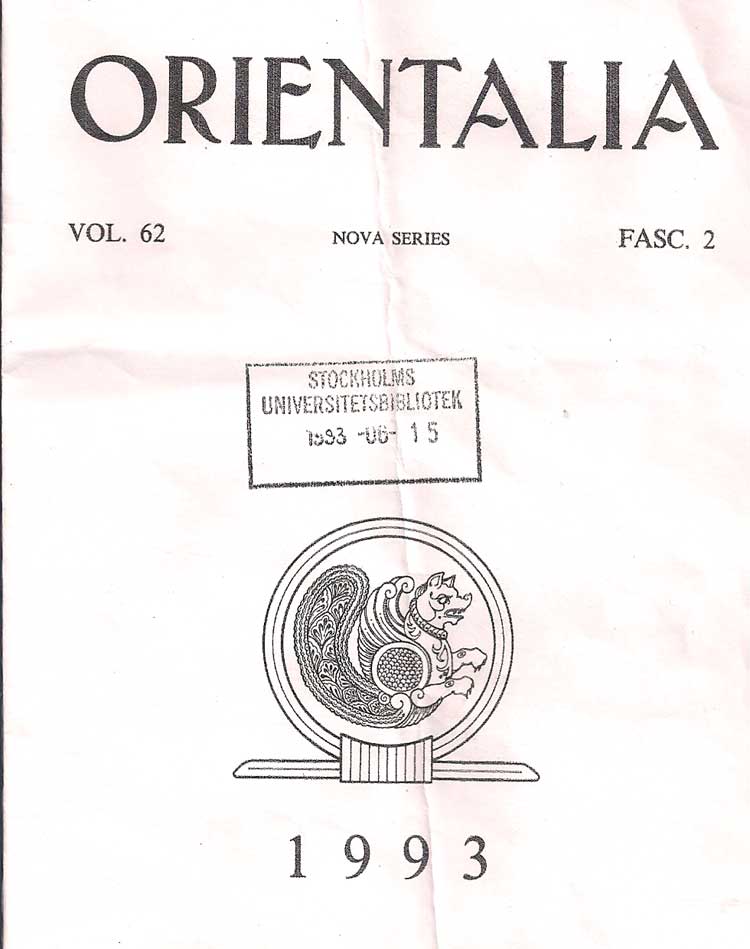 ORIENTALIA
VOL. 62 NOVA SERIES FASC. 2
STOCKHOLMS
UNIVERSITETSBIBLIOTEK
1993 -06- 15
1993